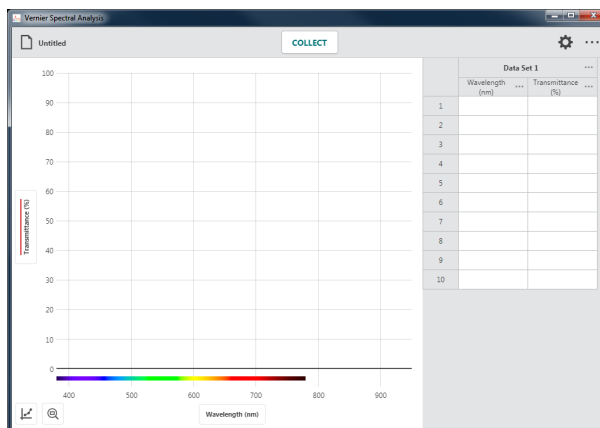 Vernier Spectral Analysis
Untitled
COLLECT
100
90
80
70
60
50
40
30
20
10
0
Transmittance (%)
400 500 600 700 800 900
Wavelength (nm)
Data Set 1
Wavelength Transmittance
(nm) (%)
1
2
3
4
5
6
7
8
9
10